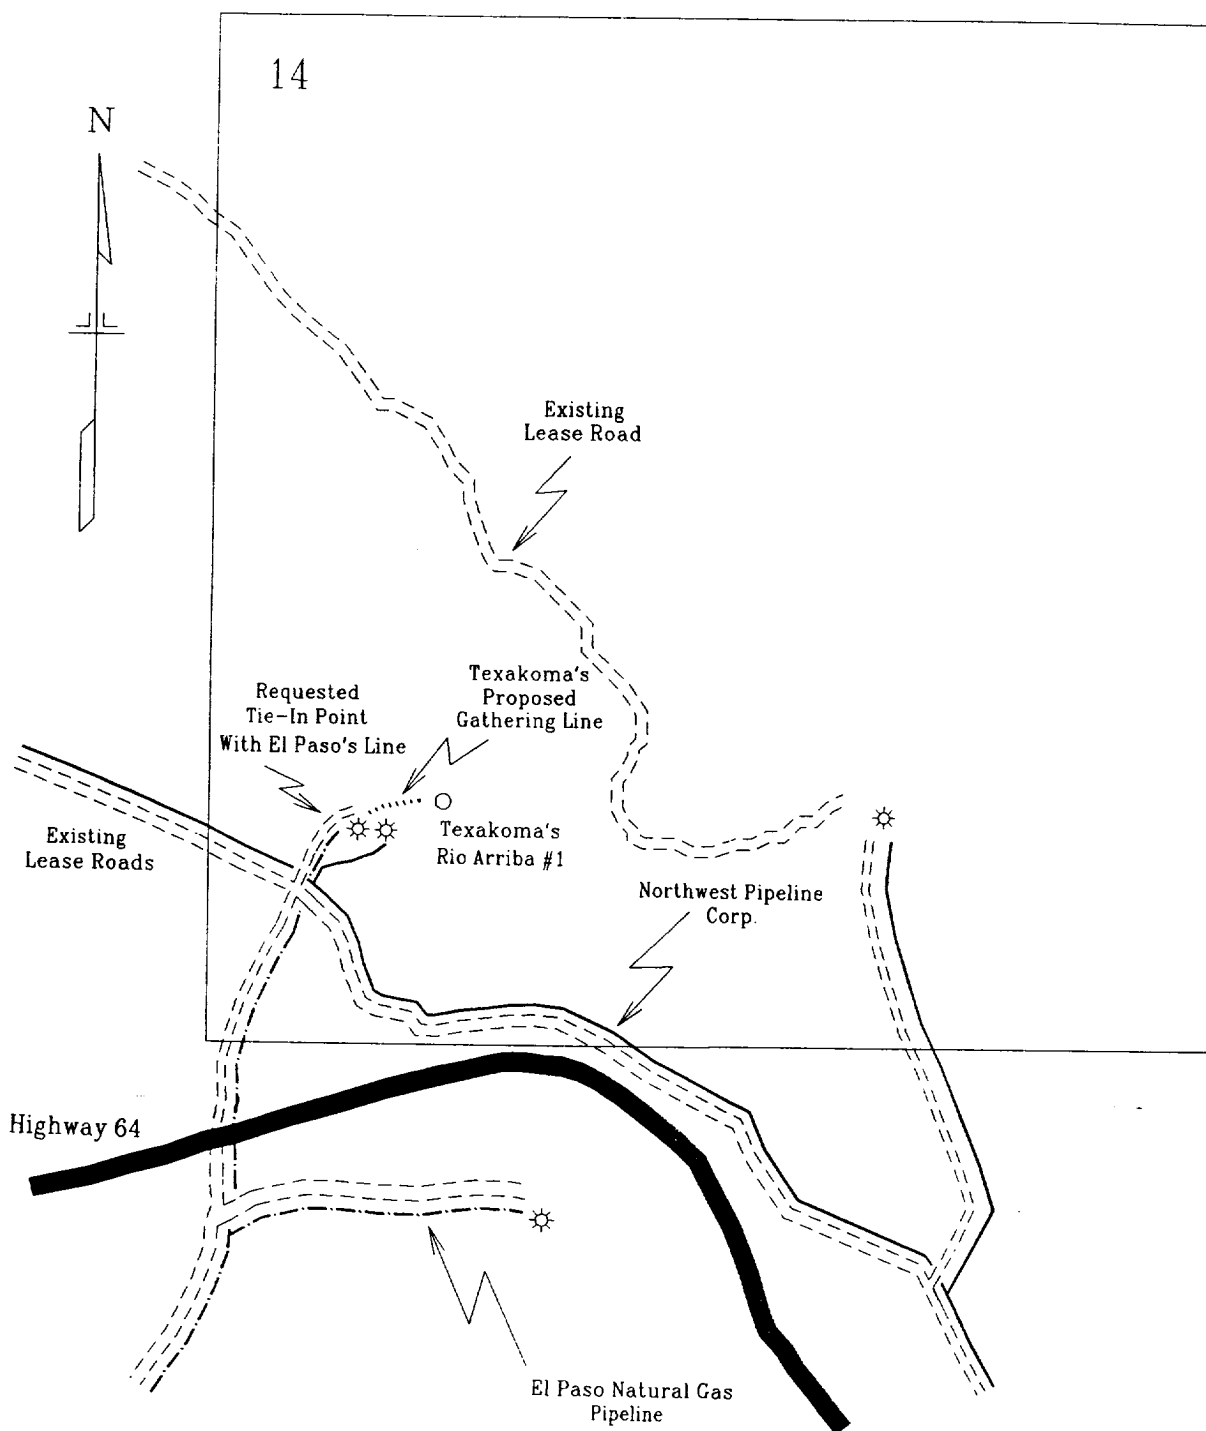 14
N
Existing
Lease Road
Texakoma's
Proposed
Gathering Line
Requested
Tie-In Point
With El Paso's Line
Existing
Lease Roads
Texakoma's
Rio Arriba #1
Northwest Pipeline
Corp.
Highway 64
El Paso Natural Gas
Pipeline